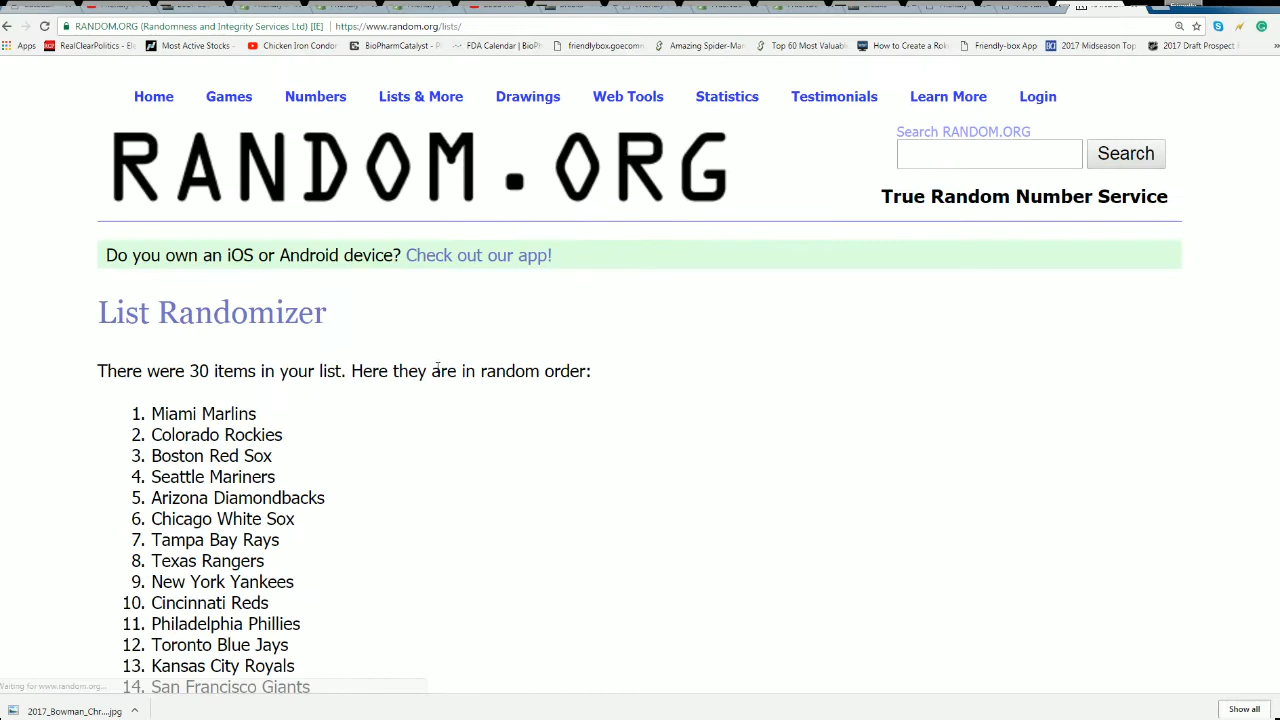 RANDOM.ORG (Randomness and Integrity Services Ltd) [IE] https://www.random.org/lists/
Apps RealClearPolitics - Ele Most Active Stocks - Chicken Iron Condor BioPharmCatalyst - P FDA Calendar | BioPh friendlybox.goecomm Amazing Spider-Man Top 60 Most Valuabl How to Create a Rok Friendly-box App 2017 Midseason Top 2017 Draft Prospect
Home Games Numbers Lists & More Drawings Web Tools Statistics Testimonials Learn More Login
RANDOM.ORG
Search RANDOM.ORG
Search
True Random Number Service
Do you own an iOS or Android device? Check out our app!
List Randomizer
There were 30 items in your list. Here they are in random order:
1. Miami Marlins
2. Colorado Rockies
3. Boston Red Sox
4. Seattle Mariners
5. Arizona Diamondbacks
6. Chicago White Sox
7. Tampa Bay Rays
8. Texas Rangers
9. New York Yankees
10. Cincinnati Reds
11. Philadelphia Phillies
12. Toronto Blue Jays
13. Kansas City Royals
14. San Francisco Giants
Waiting for www.random.org...
2017_Bowman_Chr....jpg
Show all